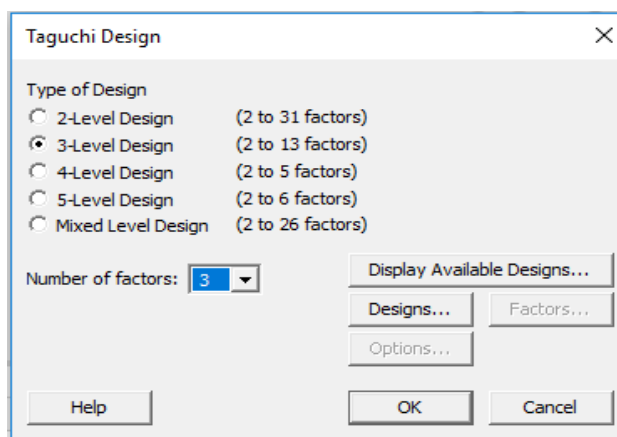 Taguchi Design
Type of Design
2-Level Design (2 to 31 factors)
3-Level Design (2 to 13 factors)
4-Level Design (2 to 5 factors)
5-Level Design (2 to 6 factors)
Mixed Level Design (2 to 26 factors)
Number of factors: 3
Display Available Designs...
Designs... Factors...
Options...
Help OK Cancel